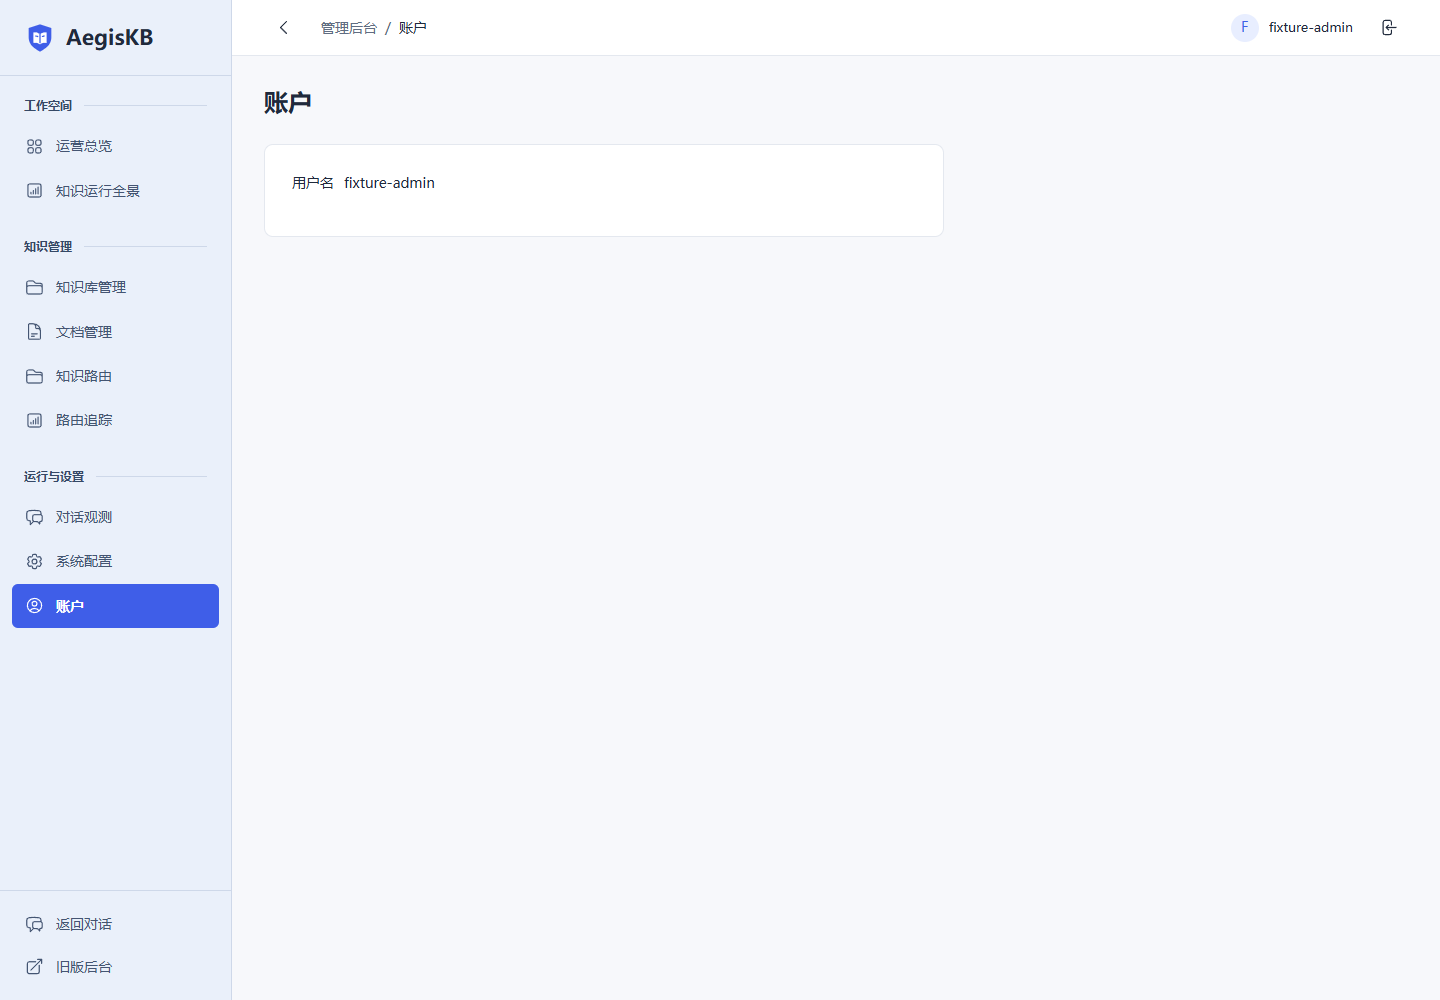 AegisKB
工作空间
运营总览
知识运行全景
知识管理
知识库管理
文档管理
知识路由
路由追踪
运行与设置
对话观测
系统配置
账户
返回对话
旧版后台
管理后台 / 账户
F fixture-admin
账户
用户名 fixture-admin